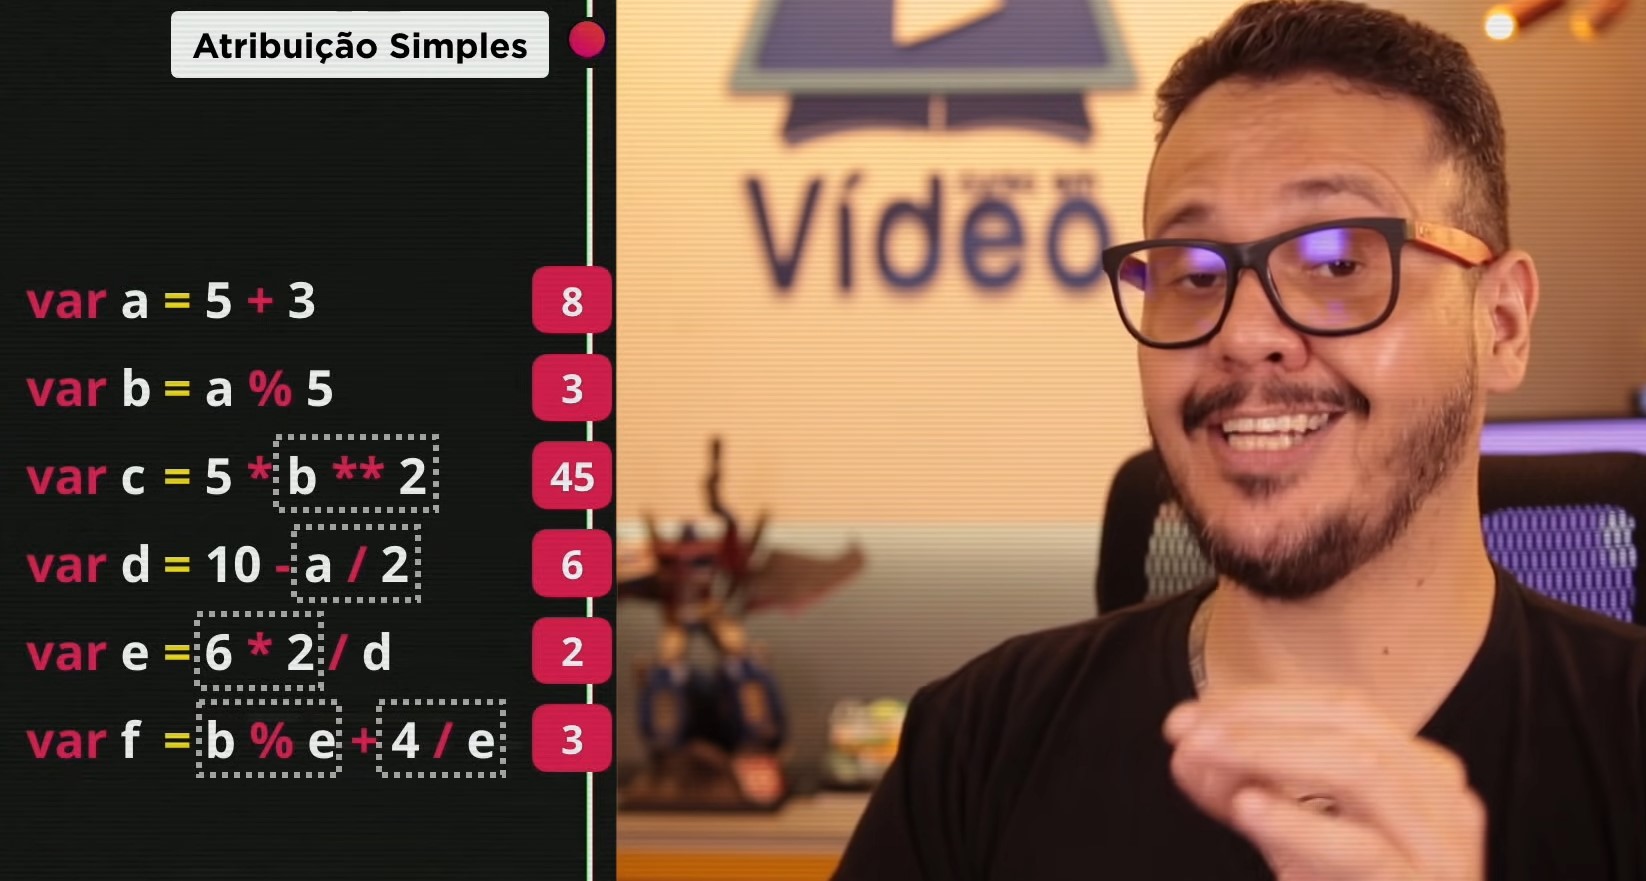 Atribuição Simples
var a = 5 + 3 8
var b = a % 5 3
var c = 5 * b ** 2 45
var d = 10 - a / 2 6
var e = 6 * 2 / d 2
var f = b % e + 4 / e 3
Vídeo